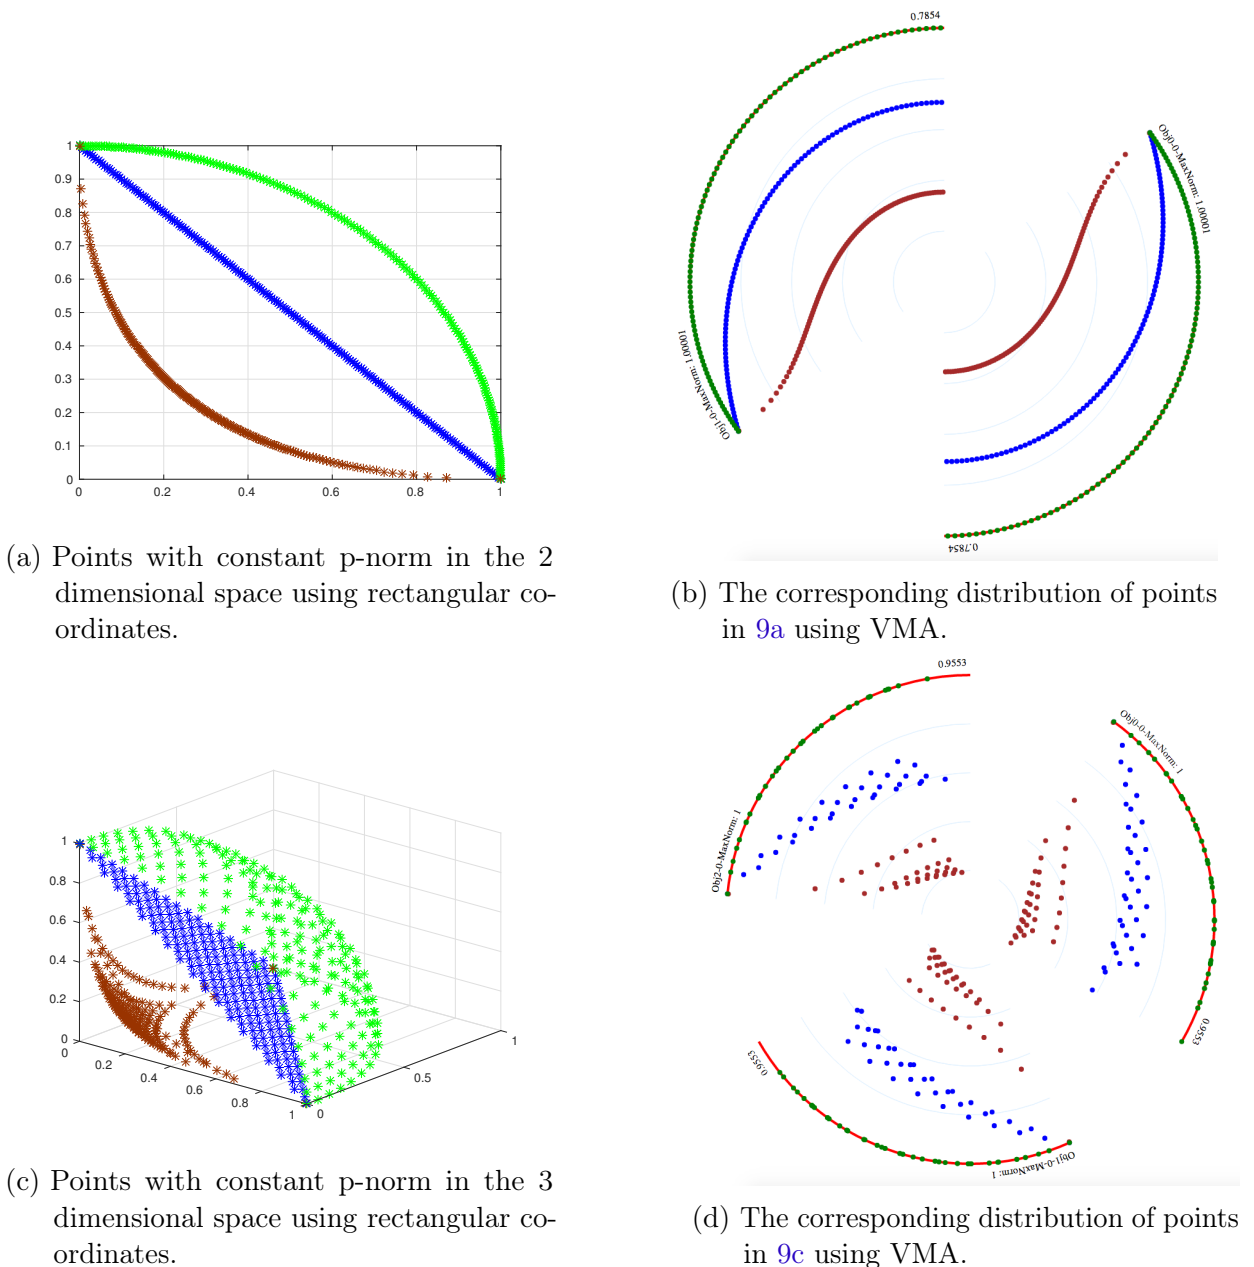 0.7854
Obj0-0-MaxNorm: 1.00001
1
0.9
0.8
0.7
0.6
0.5
0.4
0.3
0.2
0.1
0
0 0.2 0.4 0.6 0.8 1
Obj1-0-MaxNorm: 1.00001
0.7854
(a) Points with constant p-norm in the 2
dimensional space using rectangular co-
ordinates.
(b) The corresponding distribution of points
in 9a using VMA.
0.9553
Obj0-0-MaxNorm: 1
Obj2-0-MaxNorm: 1
1
0.8
0.6
0.4
0.2
0
0
0.2
0.4
0.6
0.8
1
0
0.5
1
0.9553
0.9553
Obj1-0-MaxNorm: 1
(c) Points with constant p-norm in the 3
dimensional space using rectangular co-
ordinates.
(d) The corresponding distribution of points
in 9c using VMA.